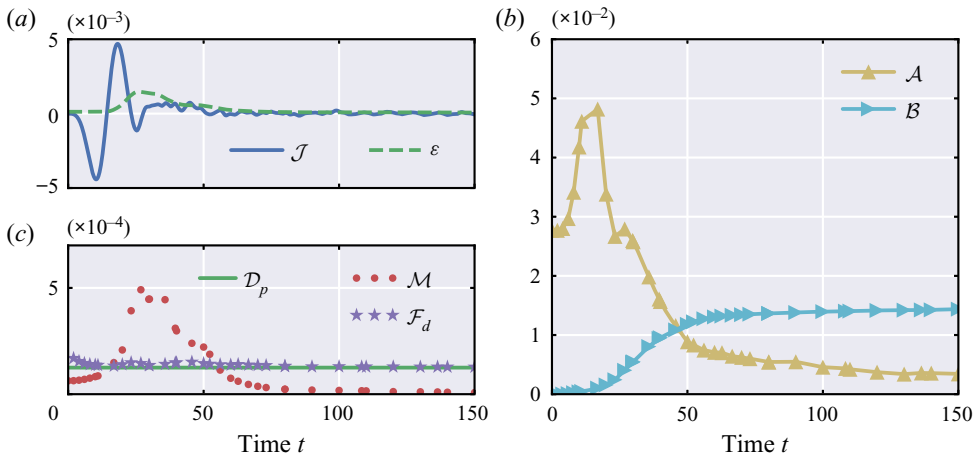 (a) (×10⁻³)
5
0
−5
𝒥 ε
(c) (×10⁻⁴)
5
𝒟ₚ ℳ
ℱ_d
0 50 100 150
Time t
(b) (×10⁻²)
6
5
4
3
2
1
0
𝒜
ℬ
0 50 100 150
Time t